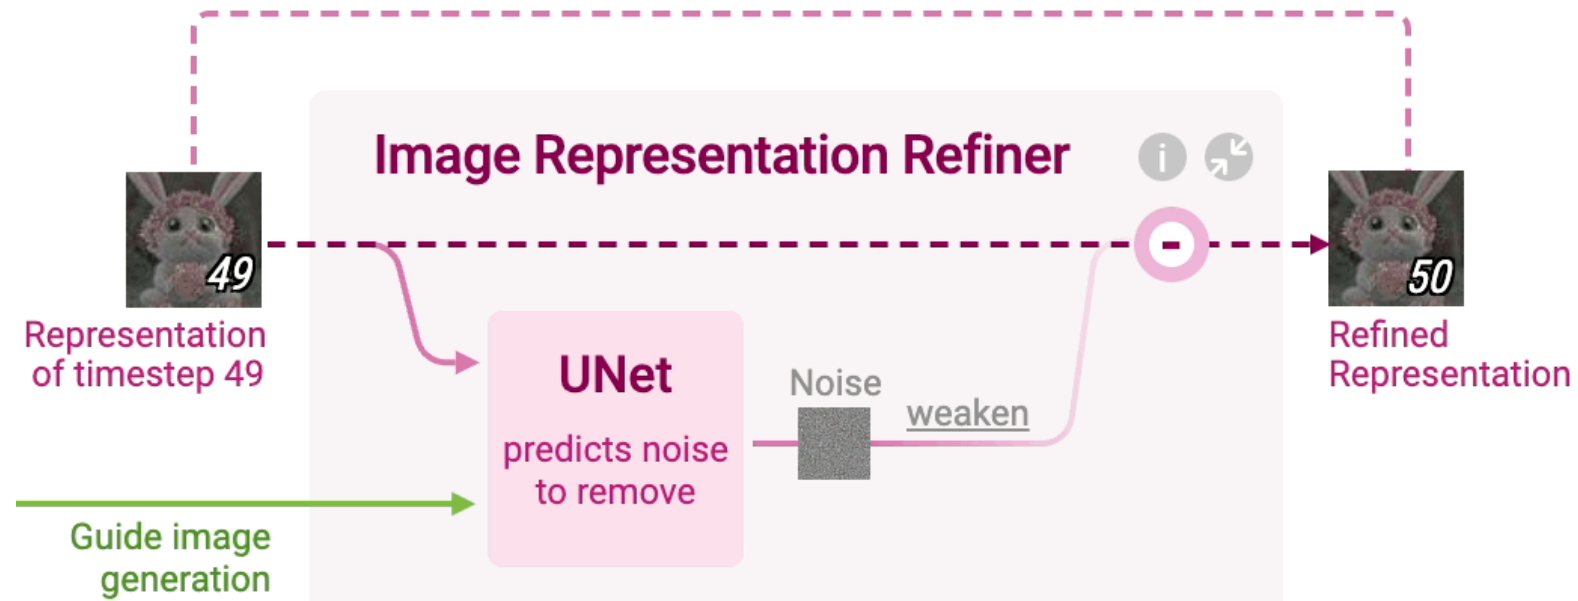 Image Representation Refiner
i
49
50
-
Representation
of timestep 49
Refined
Representation
UNet
predicts noise
to remove
Noise
weaken
Guide image
generation